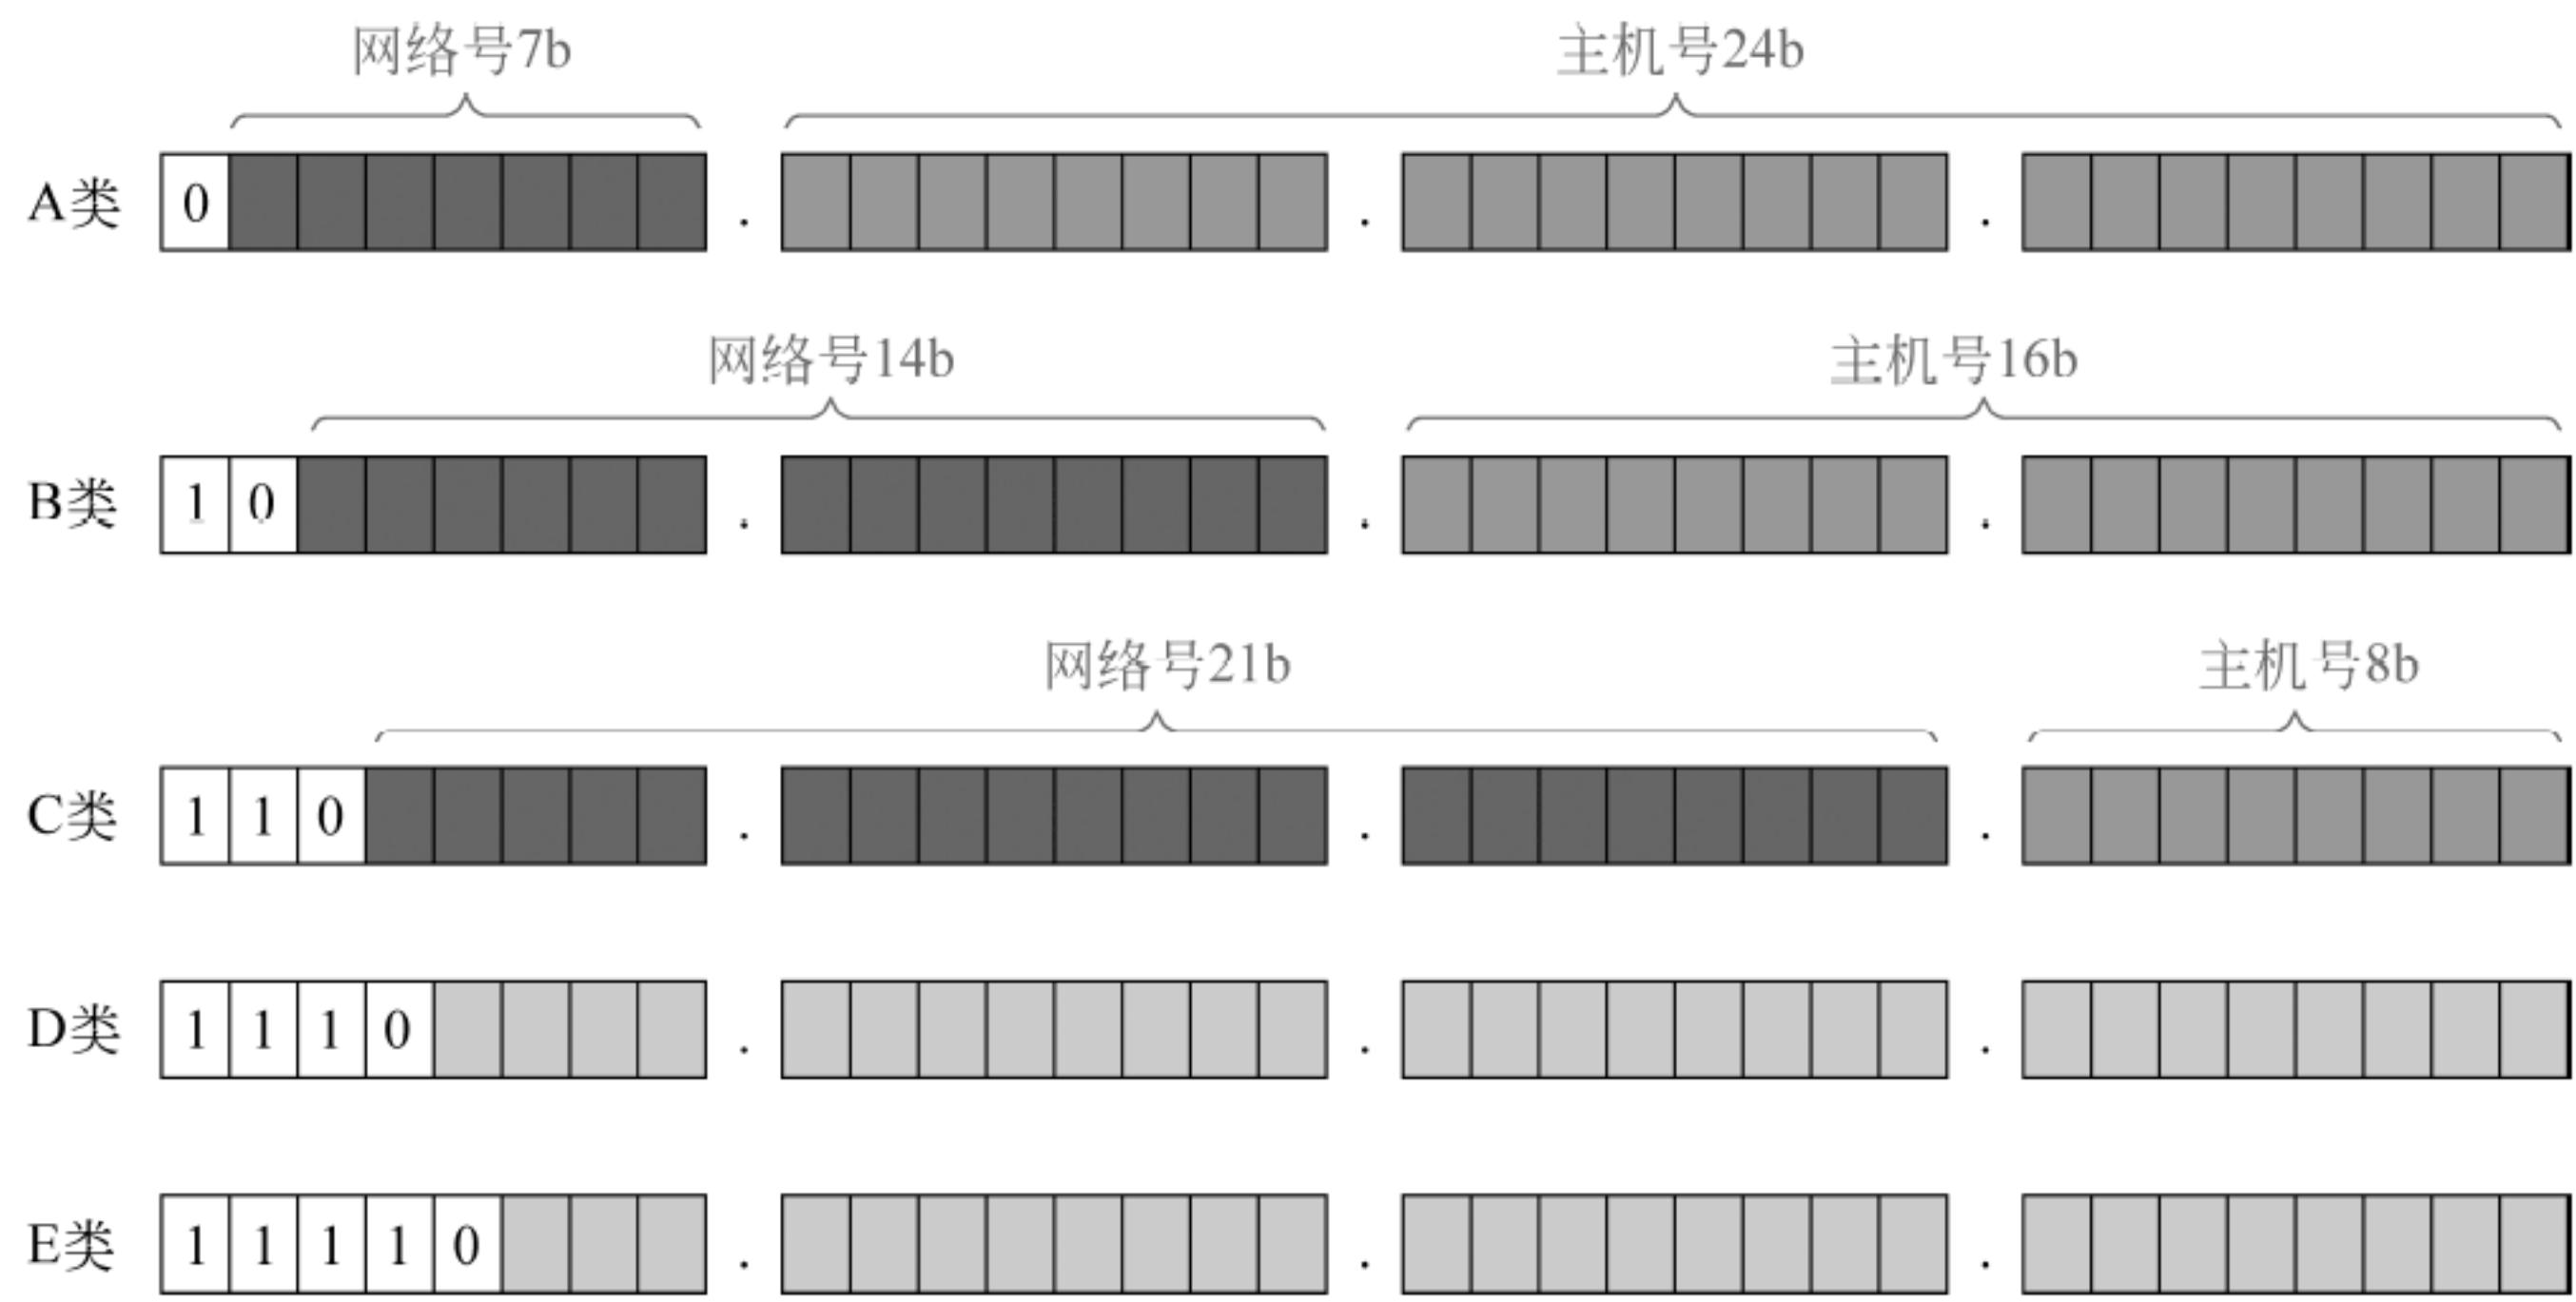 网络号7b 主机号24b
A类 0 . . .
网络号14b 主机号16b
B类 1 0 . . .
网络号21b 主机号8b
C类 1 1 0 . . .
D类 1 1 1 0 . . .
E类 1 1 1 1 0 . . .